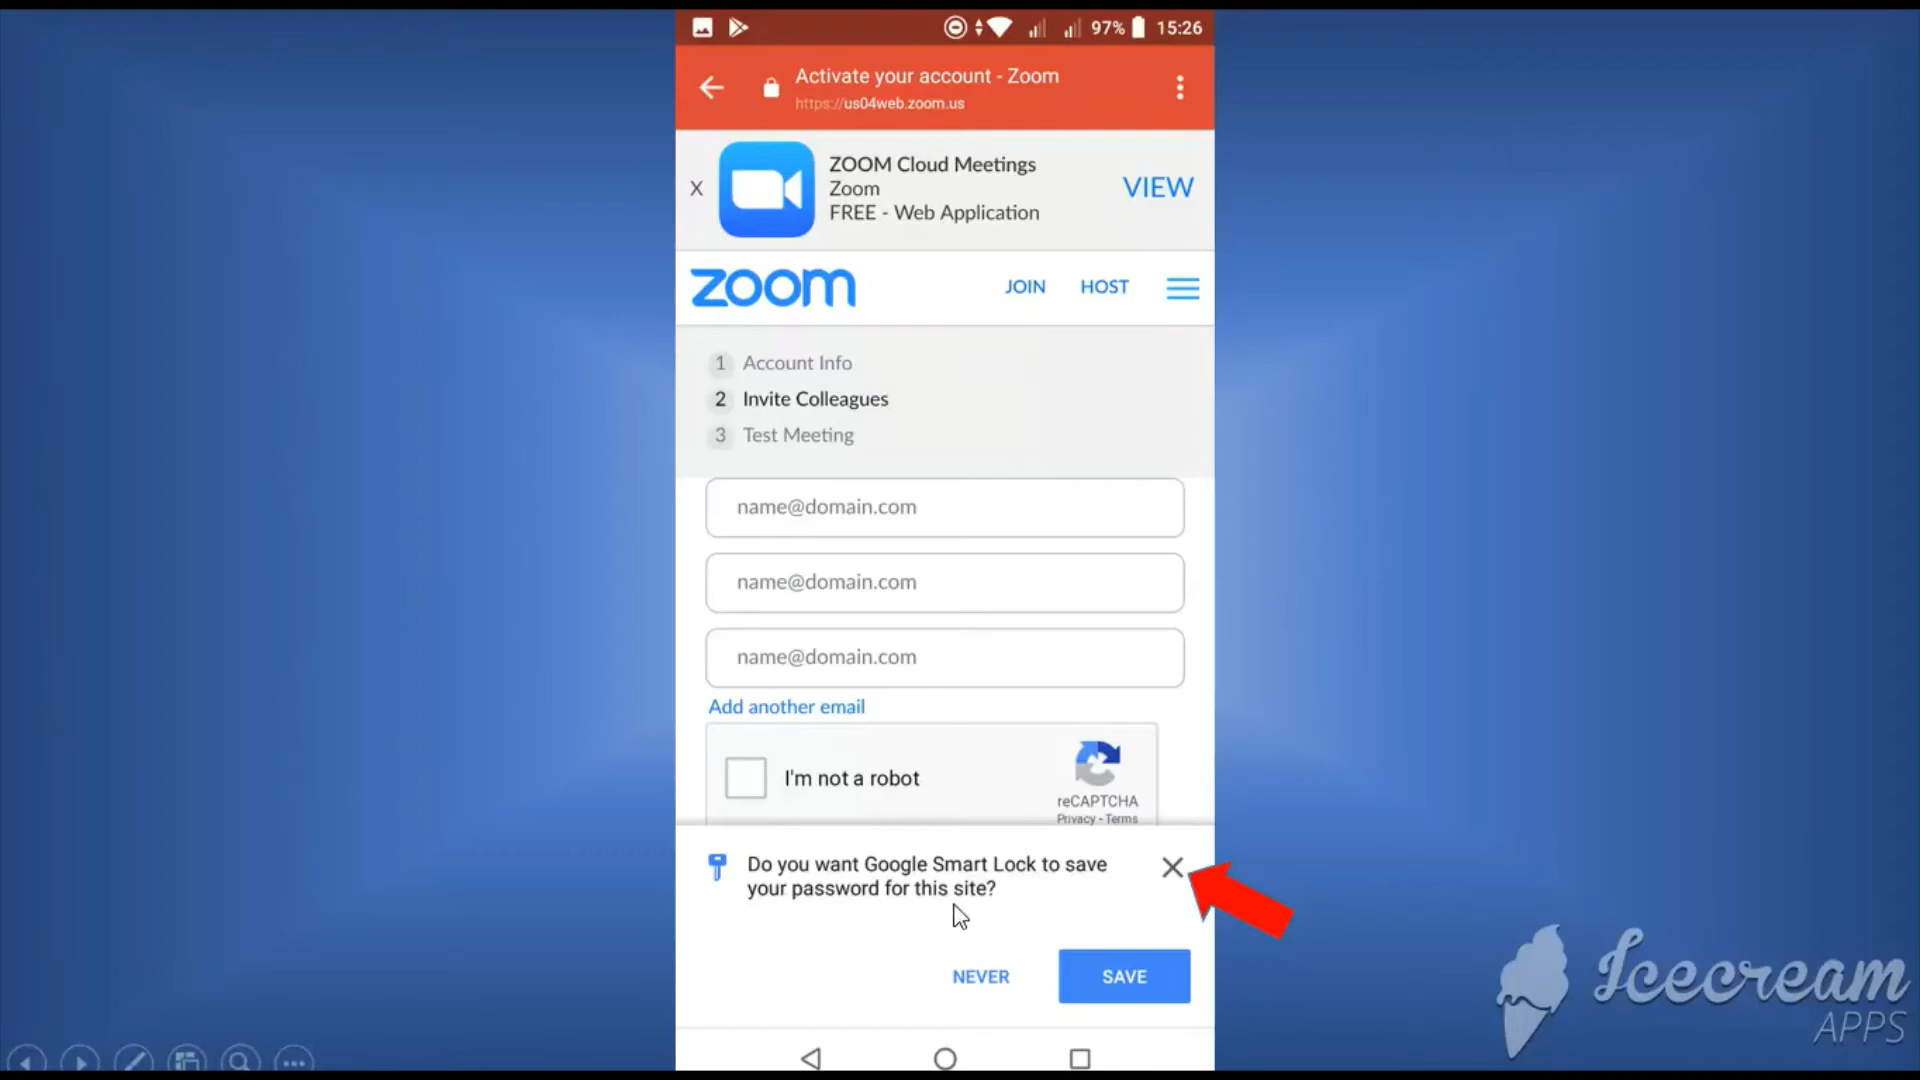 97% 15:26
Activate your account - Zoom
https://us04web.zoom.us
X
ZOOM Cloud Meetings
Zoom
FREE - Web Application
VIEW
zoom
JOIN HOST
1 Account Info
2 Invite Colleagues
3 Test Meeting
name@domain.com
name@domain.com
name@domain.com
Add another email
I'm not a robot
reCAPTCHA
Privacy - Terms
Do you want Google Smart Lock to save
your password for this site?
NEVER SAVE
Icecream
APPS